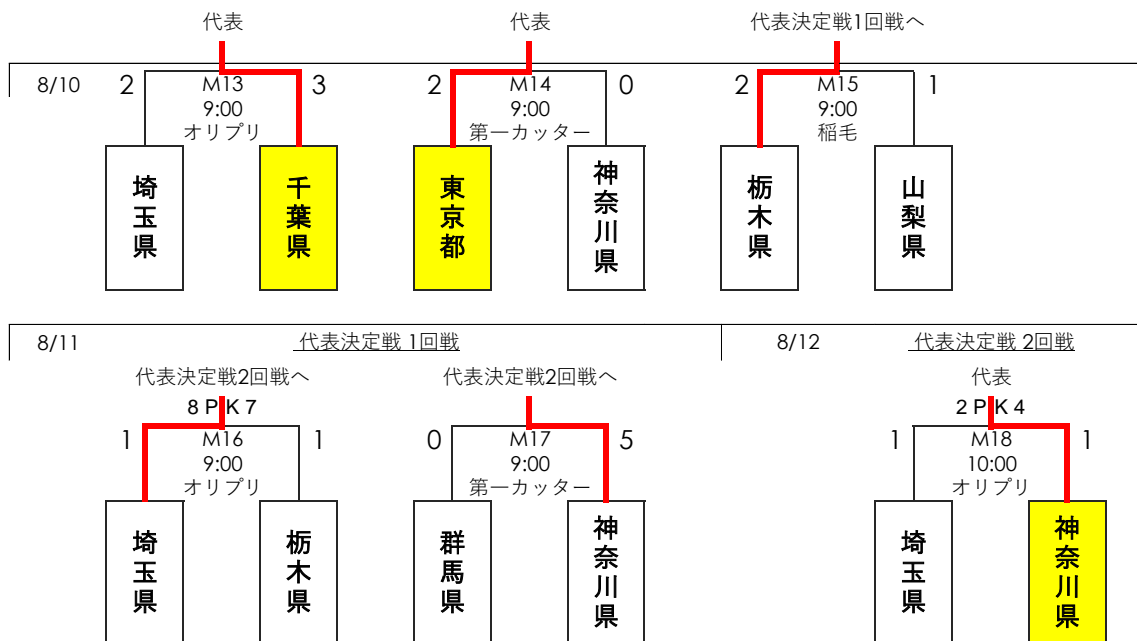 代表 代表 代表決定戦1回戦へ
8/10 2 M13 3 2 M14 0 2 M15 1
9:00 9:00 9:00
オリプリ 第一カッター 稲毛
埼玉県 千葉県 東京都 神奈川県 栃木県 山梨県
8/11 代表決定戦 1回戦 8/12 代表決定戦 2回戦
代表決定戦2回戦へ 代表決定戦2回戦へ 代表
8 PK 7 2 PK 4
1 M16 1 0 M17 5 1 M18 1
9:00 9:00 10:00
オリプリ 第一カッター オリプリ
埼玉県 栃木県 群馬県 神奈川県 埼玉県 神奈川県